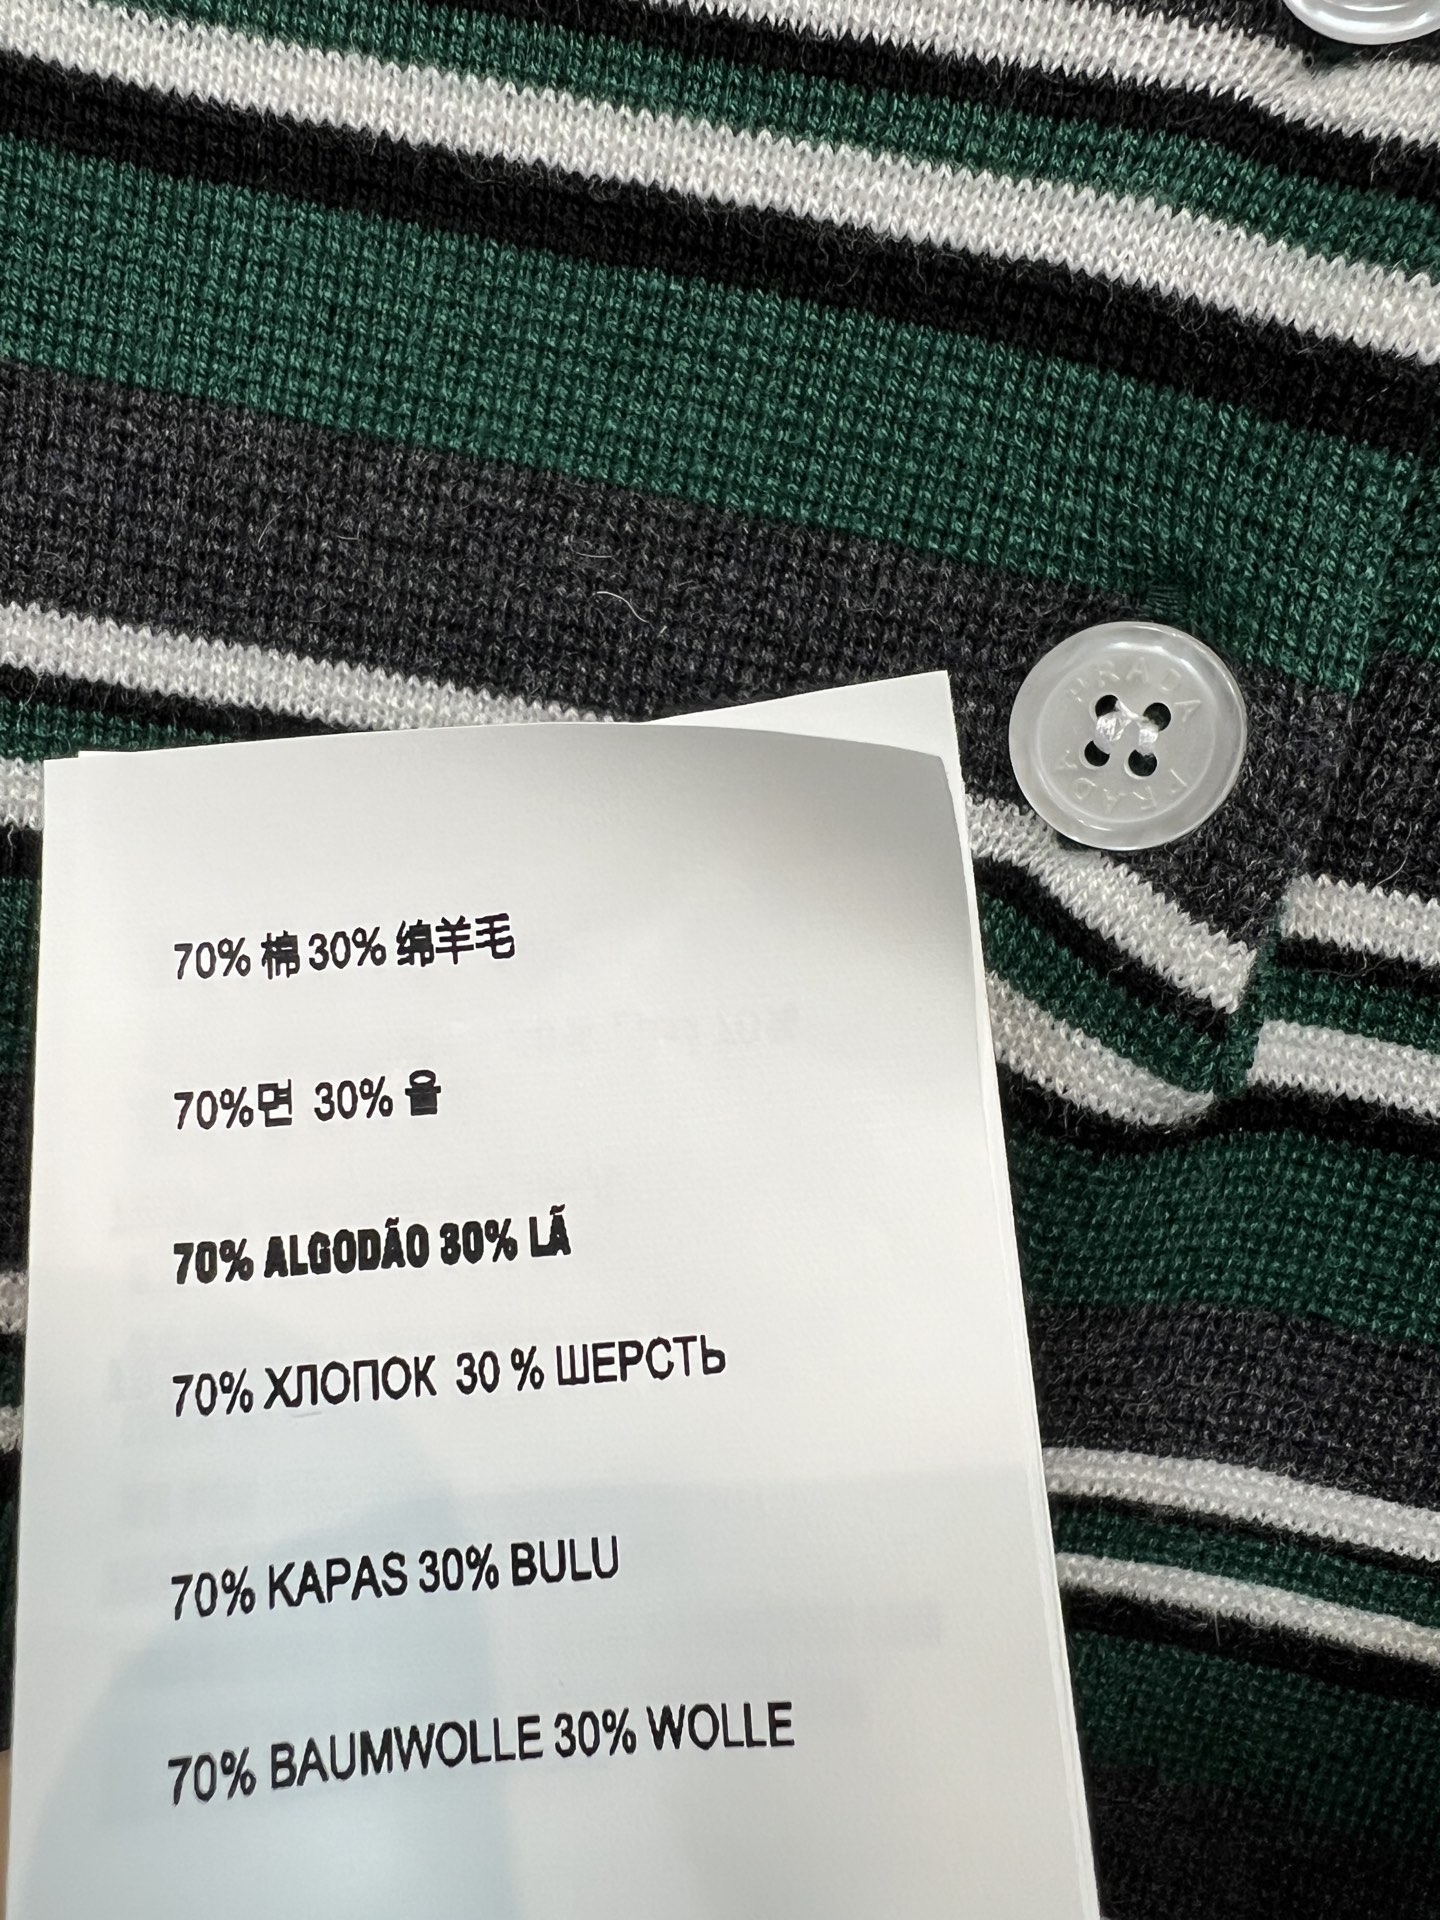 PRADA
PRADA
70% 棉 30% 绵羊毛
70%면 30% 울
70% ALGODÃO 30% LÃ
70% ХЛОПОК 30 % ШЕРСТЬ
70% KAPAS 30% BULU
70% BAUMWOLLE 30% WOLLE